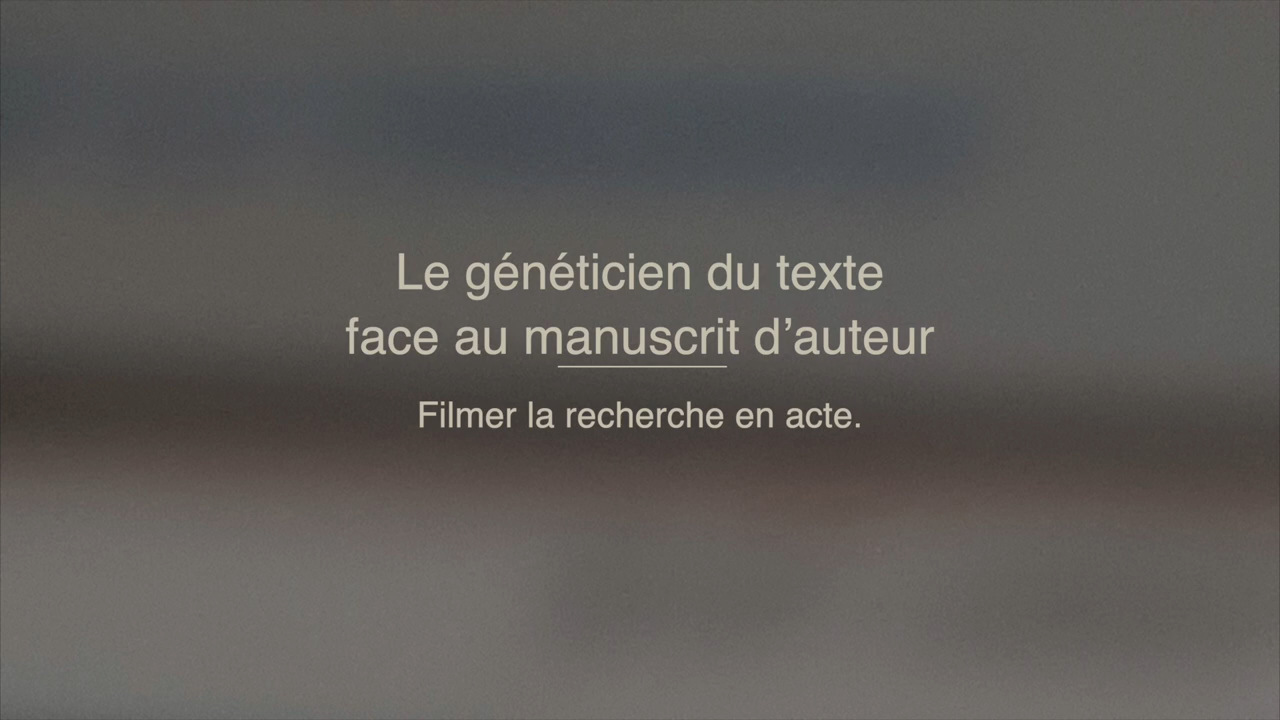 Le généticien du texte
face au manuscrit d’auteur
Filmer la recherche en acte.